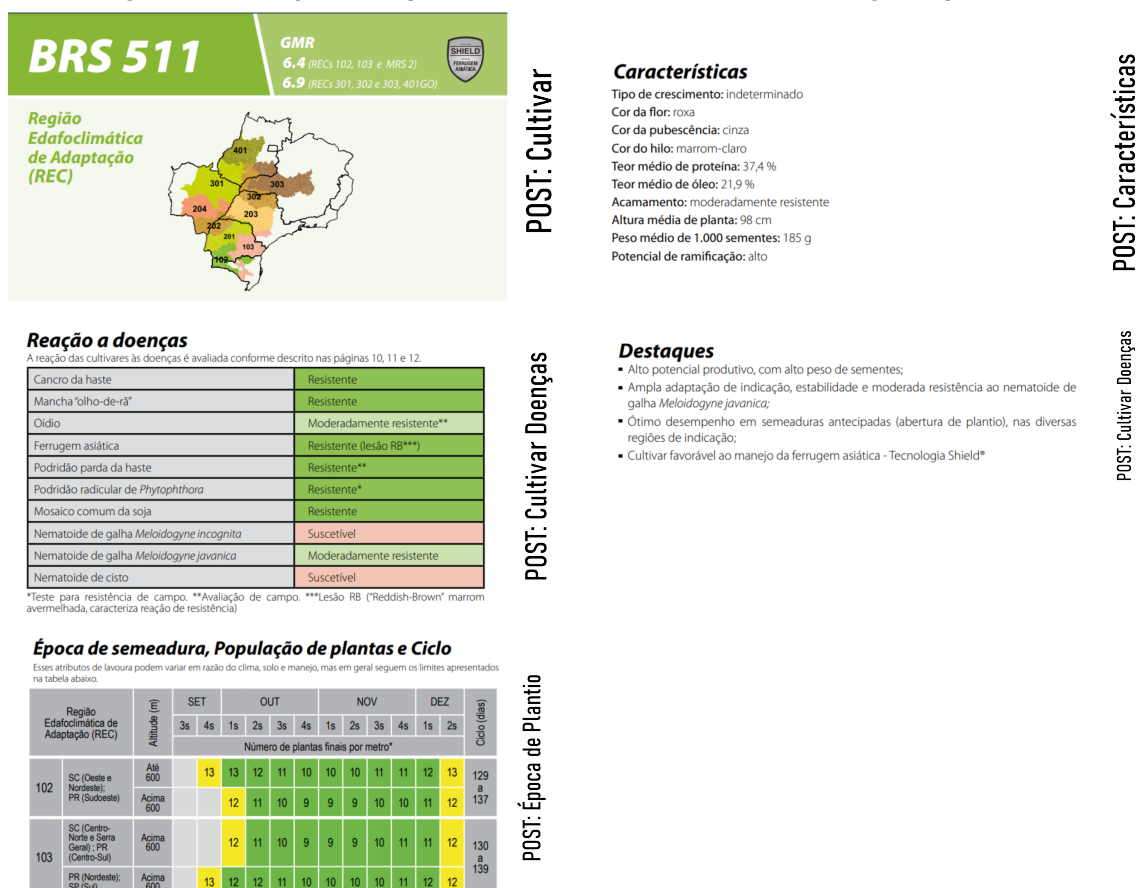 BRS 511
GMR
6.4 (RECs 102, 103 e MRS 2)
6.9 (RECs 301, 302 e 303, 401GO)
SHIELD
FERRUGEM
ASIÁTICA
Região
Edafoclimática
de Adaptação
(REC)
401
301
303
302
204
203
202
201
103
102
POST: Cultivar
Características
Tipo de crescimento: indeterminado
Cor da flor: roxa
Cor da pubescência: cinza
Cor do hilo: marrom-claro
Teor médio de proteína: 37,4 %
Teor médio de óleo: 21,9 %
Acamamento: moderadamente resistente
Altura média de planta: 98 cm
Peso médio de 1.000 sementes: 185 g
Potencial de ramificação: alto
POST: Características
Reação a doenças
A reação das cultivares às doenças é avaliada conforme descrito nas páginas 10, 11 e 12.
Cancro da haste Resistente
Mancha "olho-de-rã" Resistente
Oídio Moderadamente resistente**
Ferrugem asiática Resistente (lesão RB***)
Podridão parda da haste Resistente**
Podridão radicular de Phytophthora Resistente*
Mosaico comum da soja Resistente
Nematoide de galha Meloidogyne incognita Suscetível
Nematoide de galha Meloidogyne javanica Moderadamente resistente
Nematoide de cisto Suscetível
*Teste para resistência de campo. **Avaliação de campo. ***Lesão RB ("Reddish-Brown" marrom
avermelhada, caracteriza reação de resistência)
POST: Cultivar Doenças
Destaques
▪ Alto potencial produtivo, com alto peso de sementes;
▪ Ampla adaptação de indicação, estabilidade e moderada resistência ao nematoide de
galha Meloidogyne javanica;
▪ Ótimo desempenho em semeaduras antecipadas (abertura de plantio), nas diversas
regiões de indicação;
▪ Cultivar favorável ao manejo da ferrugem asiática - Tecnologia Shield®
POST: Cultivar Doenças
Época de semeadura, População de plantas e Ciclo
Esses atributos de lavoura podem variar em razão do clima, solo e manejo, mas em geral seguem os limites apresentados
na tabela abaixo.
Região
Edafoclimática de
Adaptação (REC)
Altitude (m)
SET OUT NOV DEZ
3s 4s 1s 2s 3s 4s 1s 2s 3s 4s 1s 2s
Número de plantas finais por metro*
Ciclo (dias)
102
SC (Oeste e
Nordeste);
PR (Sudoeste)
Até
600
13 13 12 11 10 10 10 11 11 12 13
Acima
600
12 11 10 9 9 9 10 10 11 12
129
a
137
103
SC (Centro-
Norte e Serra
Geral) ; PR
(Centro-Sul)
Acima
600
12 11 10 9 9 9 10 11 11 12
130
a
139
PR (Nordeste);
SP (Sul)
Acima
600
13 12 12 11 10 10 10 10 11 12 12
POST: Época de Plantio